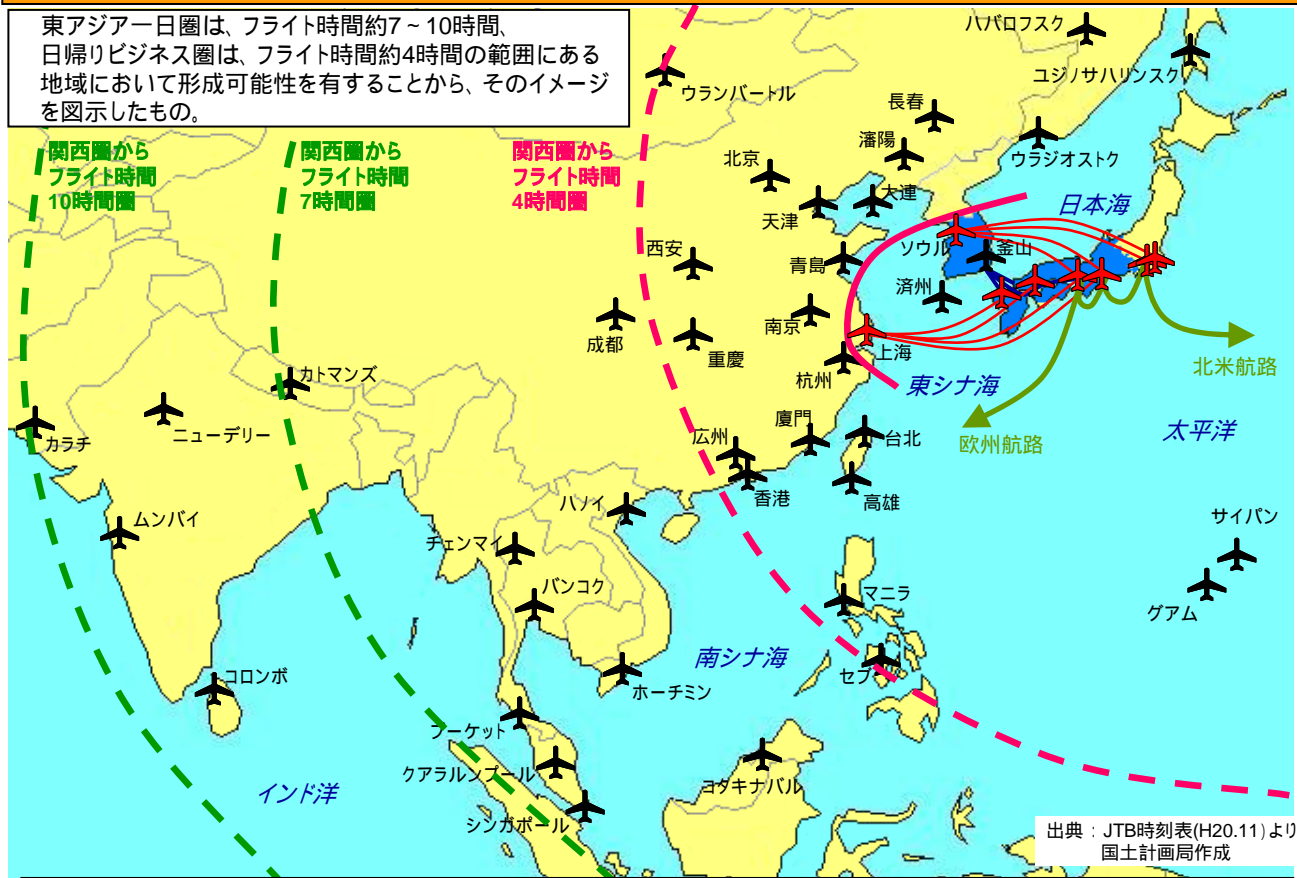 東アジア一日圏は、フライト時間約7～10時間、
日帰りビジネス圏は、フライト時間約4時間の範囲にある
地域において形成可能性を有することから、そのイメージ
を図示したもの。
ハバロフスク
ユジノサハリンスク
ウランバートル
長春
瀋陽
ウラジオストク
関西圏から
フライト時間
10時間圏
関西圏から
フライト時間
7時間圏
関西圏から
フライト時間
4時間圏
北京
大連
天津
日本海
西安
青島
ソウル
釜山
済州
成都
重慶
南京
上海
杭州
東シナ海
北米航路
カトマンズ
カラチ
ニューデリー
広州
廈門
台北
欧州航路
太平洋
香港
高雄
ハノイ
ムンバイ
チェンマイ
サイパン
バンコク
マニラ
グアム
コロンボ
南シナ海
セブ
ホーチミン
プーケット
クアラルンプール
コタキナバル
インド洋
シンガポール
出典：JTB時刻表(H20.11)より
国土計画局作成